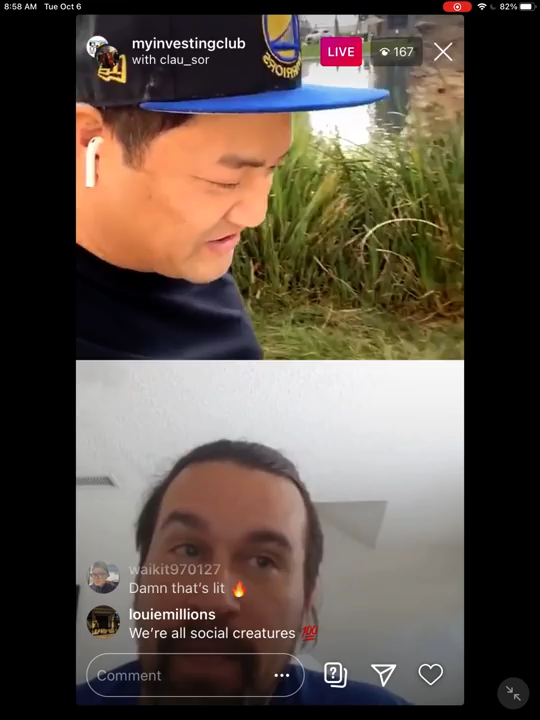 8:58 AM Tue Oct 6
82%
myinvestingclub
with clau_sor
LIVE
167
WARRIORS
waikit970127
Damn that's lit 🔥
louiemillions
We're all social creatures 💯
Comment